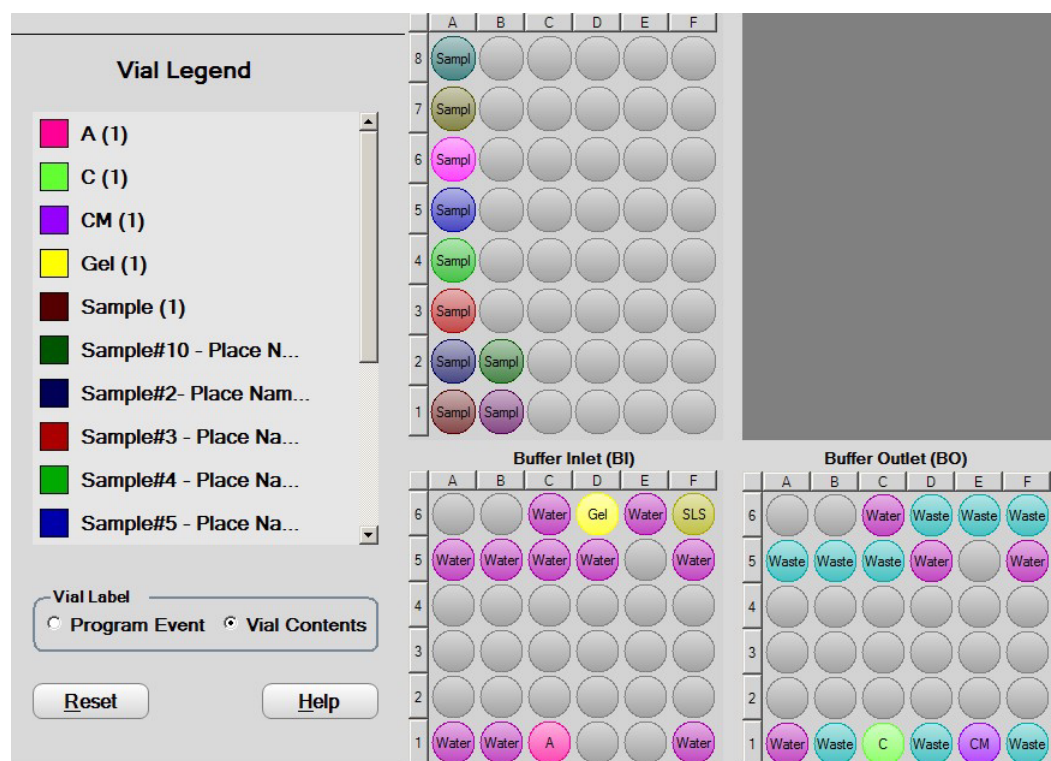 Vial Legend
A (1)
C (1)
CM (1)
Gel (1)
Sample (1)
Sample#10 - Place N...
Sample#2- Place Nam...
Sample#3 - Place Na...
Sample#4 - Place Na...
Sample#5 - Place Na...
Vial Label
Program Event Vial Contents
Reset Help
A B C D E F
8 Sampl
7 Sampl
6 Sampl
5 Sampl
4 Sampl
3 Sampl
2 Sampl Sampl
1 Sampl Sampl
Buffer Inlet (BI)
A B C D E F
6 Water Gel Water SLS
5 Water Water Water Water Water
4
3
2
1 Water Water A Water
Buffer Outlet (BO)
A B C D E F
6 Water Waste Waste Waste
5 Waste Waste Waste Water Water
4
3
2
1 Water Waste C Waste CM Waste